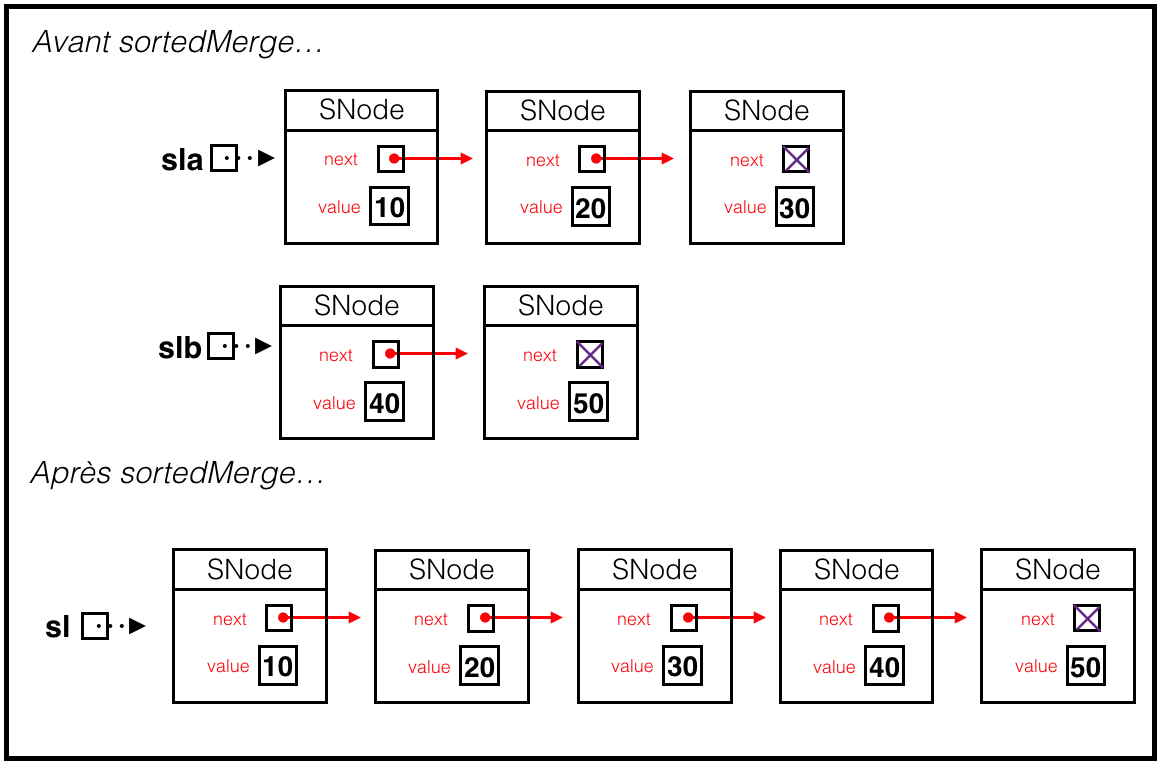 Avant sortedMerge…
SNode SNode SNode
sla next next next
value 10 value 20 value 30
SNode SNode
slb next next
value 40 value 50
Après sortedMerge…
SNode SNode SNode SNode SNode
sl next next next next next
value 10 value 20 value 30 value 40 value 50